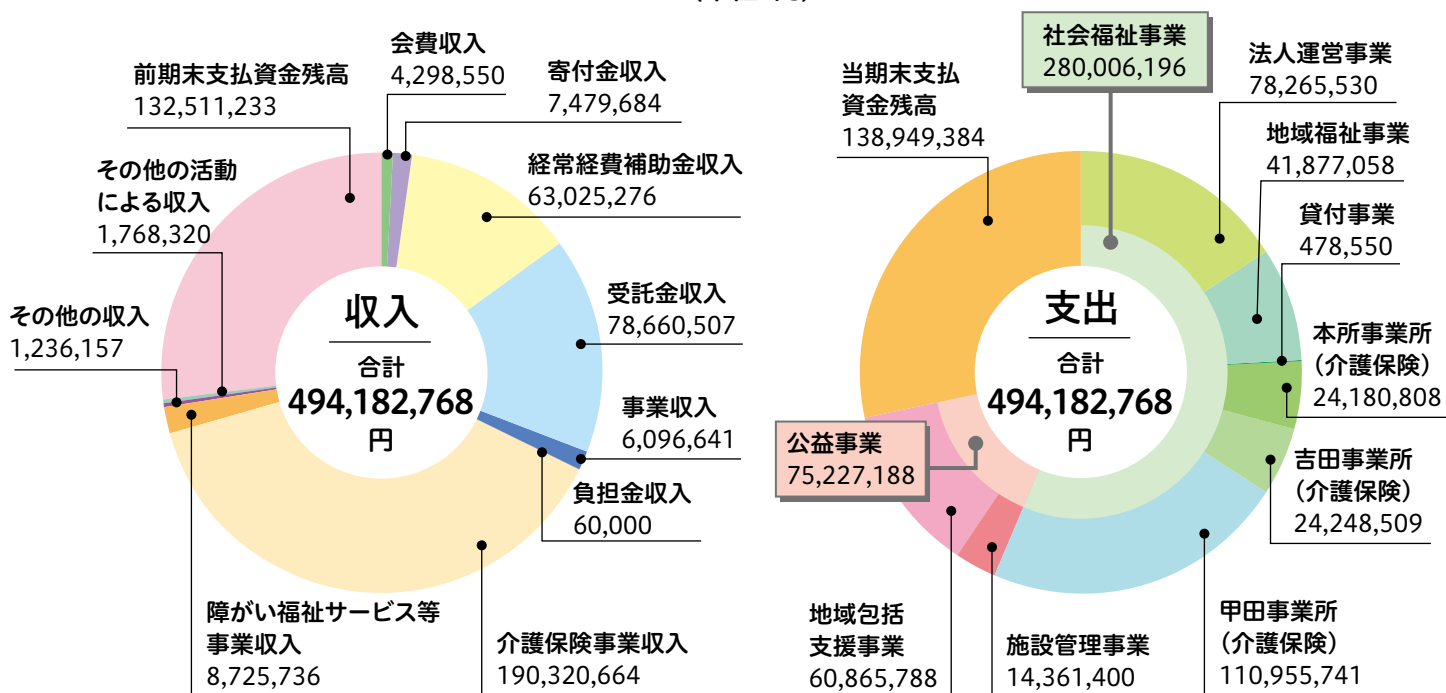 会費収入
4,298,550
前期末支払資金残高
132,511,233
寄付金収入
7,479,684
経常経費補助金収入
63,025,276
その他の活動
による収入
1,768,320
受託金収入
78,660,507
その他の収入
1,236,157
収入
合計
494,182,768
円
事業収入
6,096,641
負担金収入
60,000
障がい福祉サービス等
事業収入
8,725,736
介護保険事業収入
190,320,664
社会福祉事業
280,006,196
法人運営事業
78,265,530
当期末支払
資金残高
138,949,384
地域福祉事業
41,877,058
貸付事業
478,550
支出
合計
494,182,768
円
本所事業所
（介護保険）
24,180,808
公益事業
75,227,188
吉田事業所
（介護保険）
24,248,509
地域包括
支援事業
60,865,788
施設管理事業
14,361,400
甲田事業所
（介護保険）
110,955,741